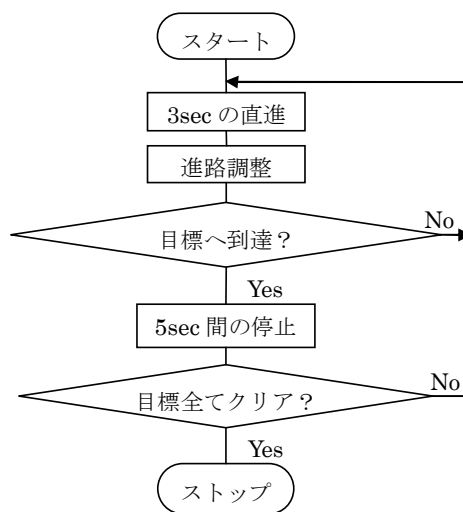 スタート
3sec の直進
進路調整
目標へ到達？
No
Yes
5sec 間の停止
目標全てクリア？
No
Yes
ストップ